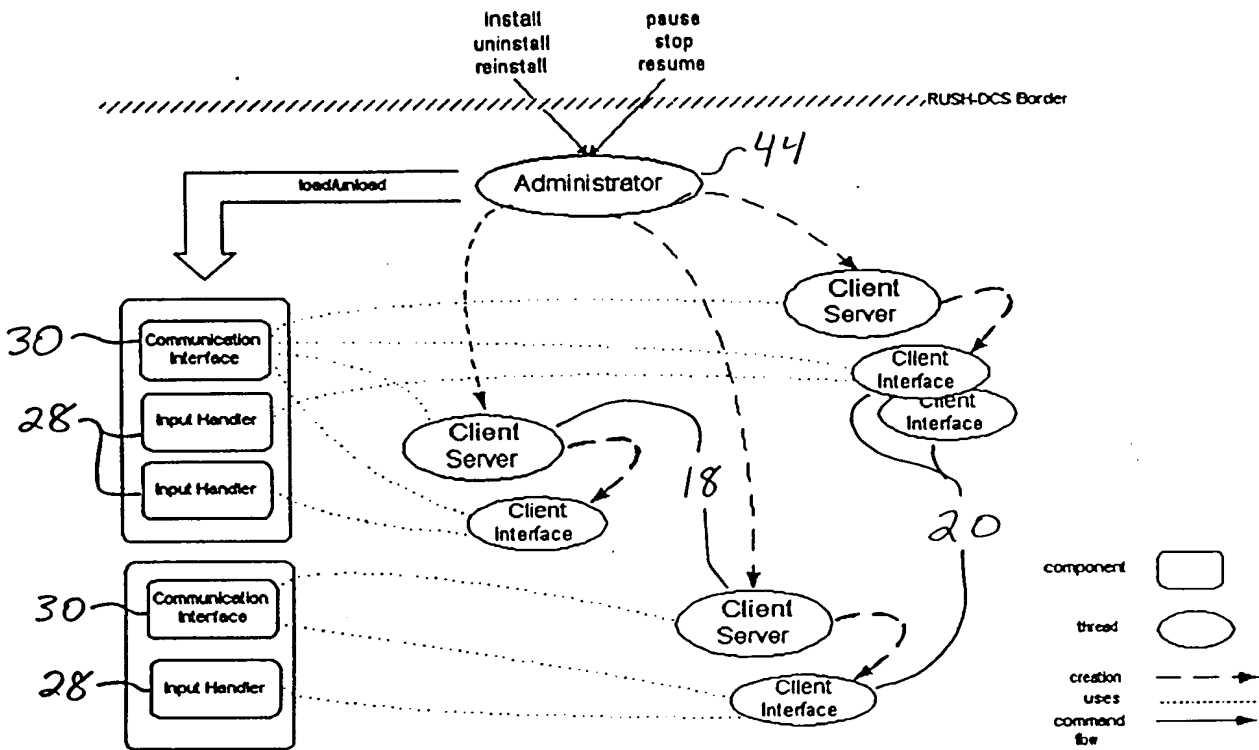 install
uninstall
reinstall
pause
stop
resume
RUSH-DCS Border
44
load/unload
Administrator
Client
Server
30
Communication
Interface
Client
Interface
Client
Interface
28
Input Handler
Client
Server
Input Handler
18
Client
Interface
20
30
Communication
Interface
Client
Server
28
Input Handler
Client
Interface
component
thread
creation
uses
command
flow